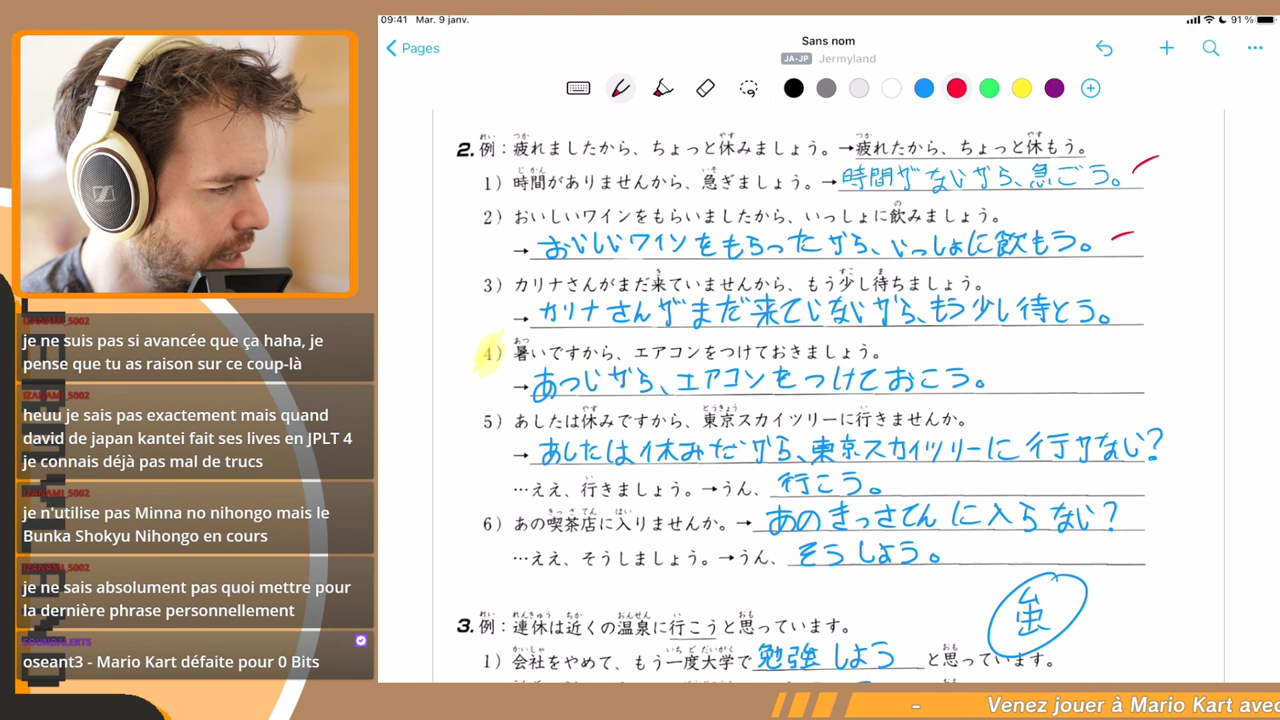 09:41 Mar. 9 janv.
91 %
Pages
Sans nom
JA-JP Jermyland
2. 例：疲れましたから、ちょっと休みましょう。→疲れたから、ちょっと休もう。
1）時間がありませんから、急ぎましょう。→時間がないから、急ごう。
2）おいしいワインをもらいましたから、いっしょに飲みましょう。
→おいしいワインをもらったから、いっしょに飲もう。
3）カリナさんがまだ来ていませんから、もう少し待ちましょう。
→カリナさんがまだ来ていないから、もう少し待とう。
4）暑いですから、エアコンをつけておきましょう。
→あついから、エアコンをつけておこう。
5）あしたは休みですから、東京スカイツリーに行きませんか。
→あしたは休みだから、東京スカイツリーに行かない？
…ええ、行きましょう。→うん、行こう。
6）あの喫茶店に入りませんか。→あのきっさてんに入らない？
…ええ、そうしましょう。→うん、そうしよう。
3. 例：連休は近くの温泉に行こうと思っています。
1）会社をやめて、もう一度大学で勉強しようと思っています。
IZANAMI_5002
je ne suis pas si avancée que ça haha, je
pense que tu as raison sur ce coup-là
IZANAMI_5002
heuu je sais pas exactement mais quand
david de japan kantei fait ses lives en JPLT 4
je connais déjà pas mal de trucs
IZANAMI_5002
je n'utilise pas Minna no nihongo mais le
Bunka Shokyu Nihongo en cours
IZANAMI_5002
je ne sais absolument pas quoi mettre pour
la dernière phrase personnellement
SOUNDALERTS
oseant3 - Mario Kart défaite pour 0 Bits
- Venez jouer à Mario Kart avec